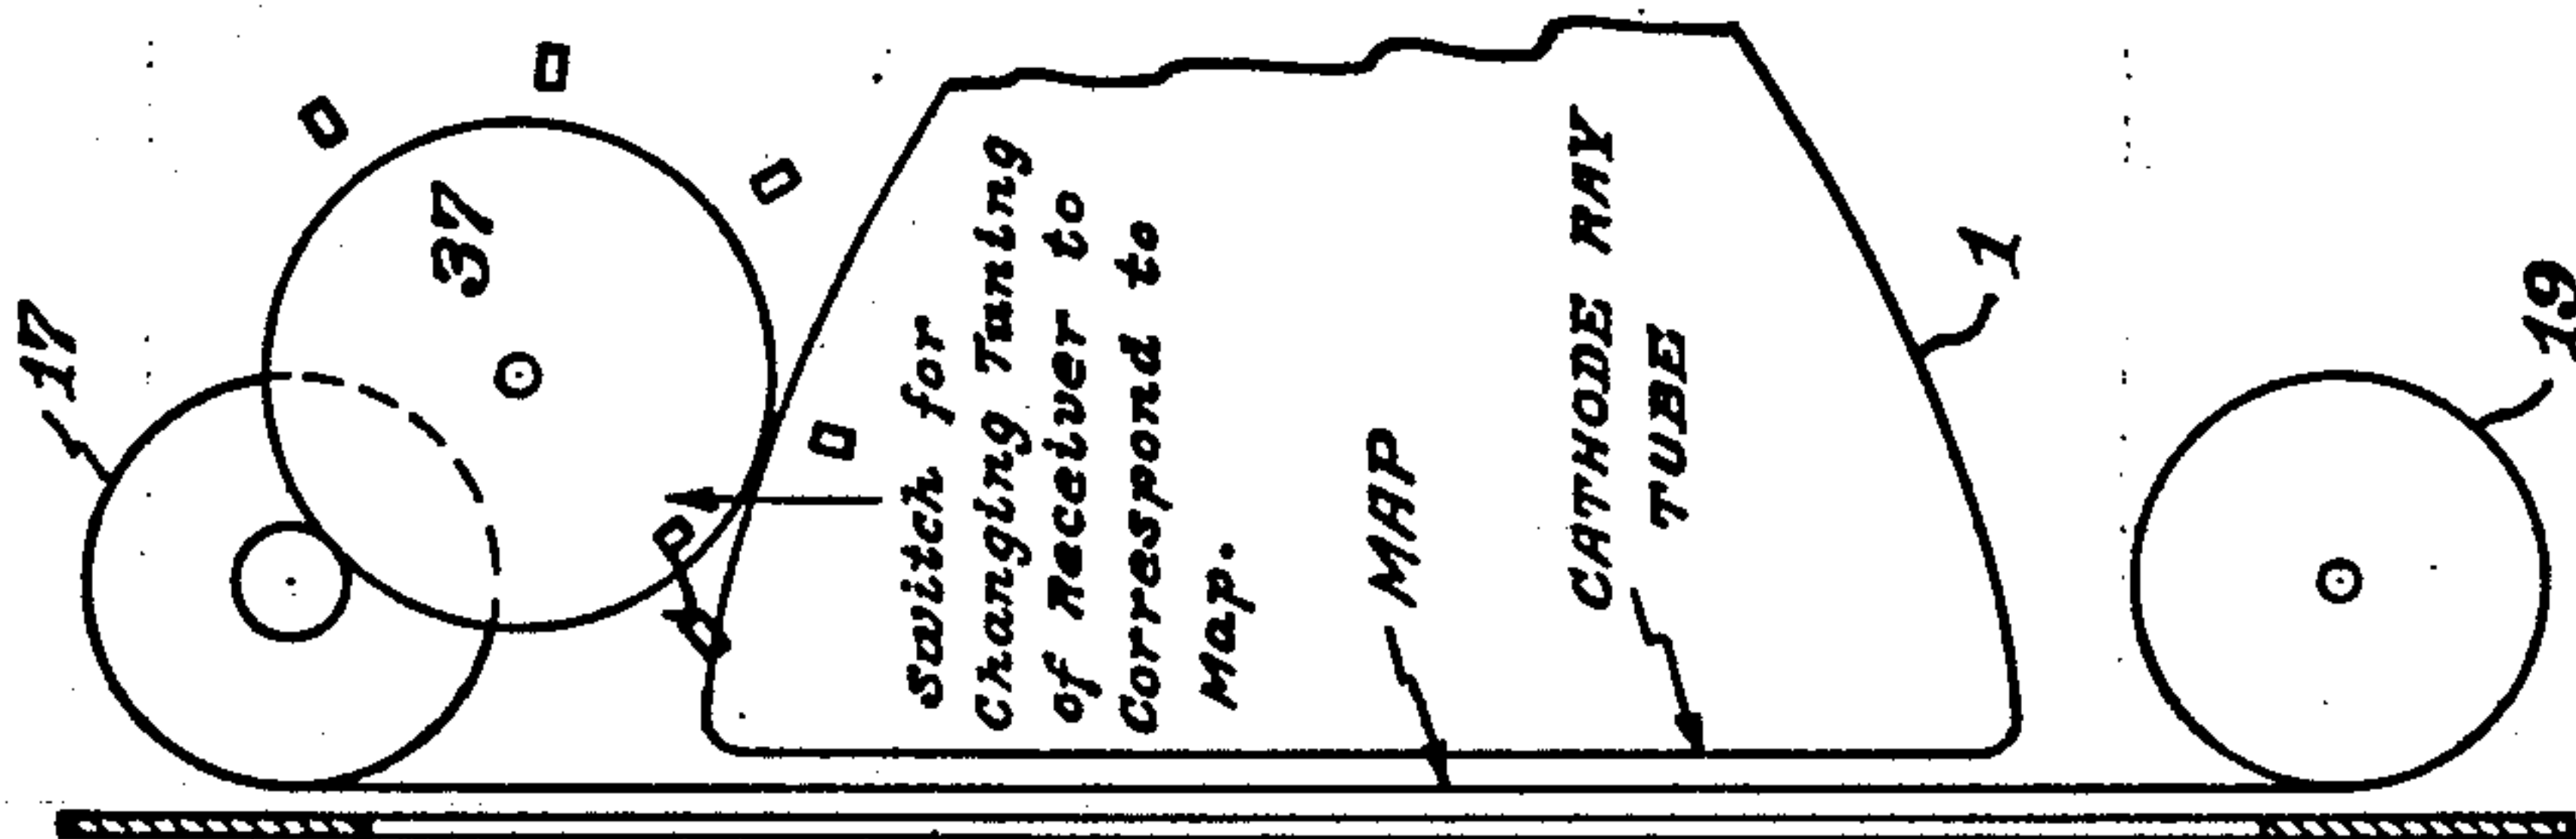 17
37
Switch for
Changing Tuning
of Receiver to
Correspond to
Map.
MAP
CATHODE RAY
TUBE
1
19